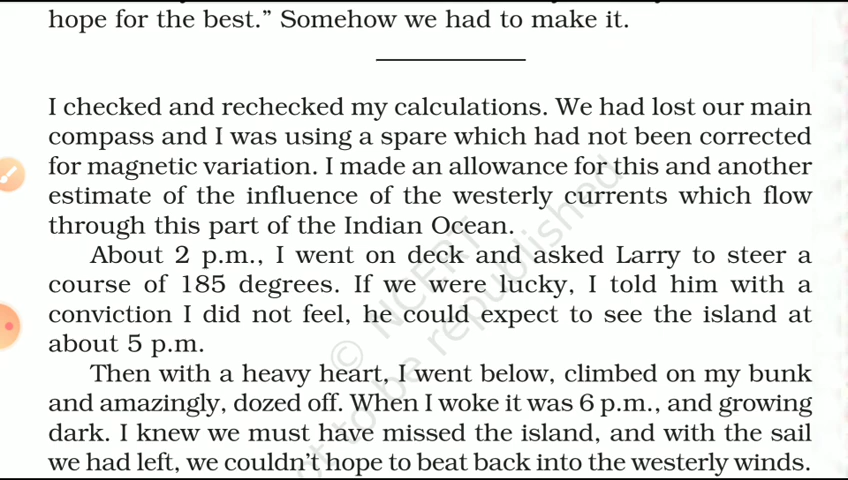 hope for the best.” Somehow we had to make it.
I checked and rechecked my calculations. We had lost our main
compass and I was using a spare which had not been corrected
for magnetic variation. I made an allowance for this and another
estimate of the influence of the westerly currents which flow
through this part of the Indian Ocean.
About 2 p.m., I went on deck and asked Larry to steer a
course of 185 degrees. If we were lucky, I told him with a
conviction I did not feel, he could expect to see the island at
about 5 p.m.
Then with a heavy heart, I went below, climbed on my bunk
and amazingly, dozed off. When I woke it was 6 p.m., and growing
dark. I knew we must have missed the island, and with the sail
we had left, we couldn’t hope to beat back into the westerly winds.
© NCERT
not to be republished